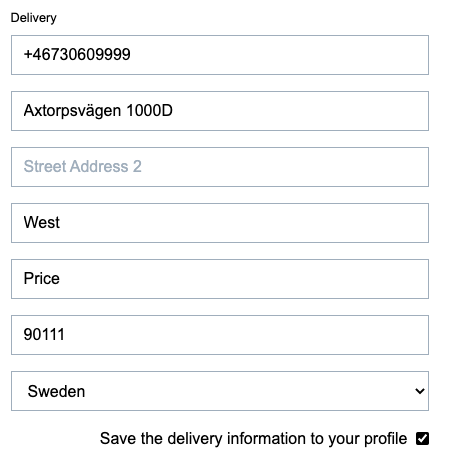 Delivery
+46730609999
Axtorpsvägen 1000D
Street Address 2
West
Price
90111
Sweden
Save the delivery information to your profile